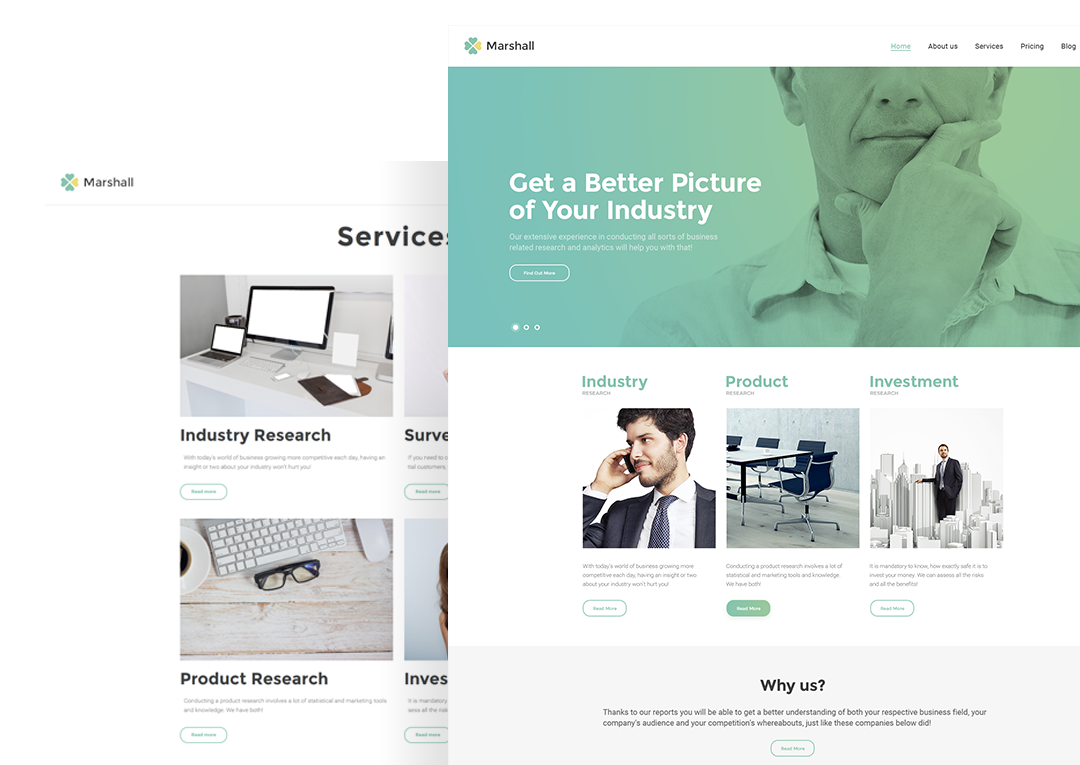 Marshall
Home About us Services Pricing Blog
Get a Better Picture
of Your Industry
Our extensive experience in conducting all sorts of business
related research and analytics will help you with that!
Find Out More
Industry
RESEARCH
With today's world of business growing more
competitive each day, having an insight or two
about your industry won't hurt you!
Read More
Product
RESEARCH
Conducting a product research involves a lot of
statistical and marketing tools and knowledge.
We have both!
Read More
Investment
RESEARCH
It is mandatory to know, how exactly safe it is to
invest your money. We can assess all the risks
and all the benefits!
Read More
Why us?
Thanks to our reports you will be able to get a better understanding of both your respective business field, your
company's audience and your competition's whereabouts, just like these companies below did!
Read More
Marshall
Services
Industry Research
With today's world of business growing more competitive each day, having an
insight or two about your industry won't hurt you!
Read more
Surve
If you need to c
nal customers,
Read more
Product Research
Conducting a product research involves a lot of statistical and marketing tools
and knowledge. We have both!
Read more
Inves
It is mandatory
sess all the risk
Read more